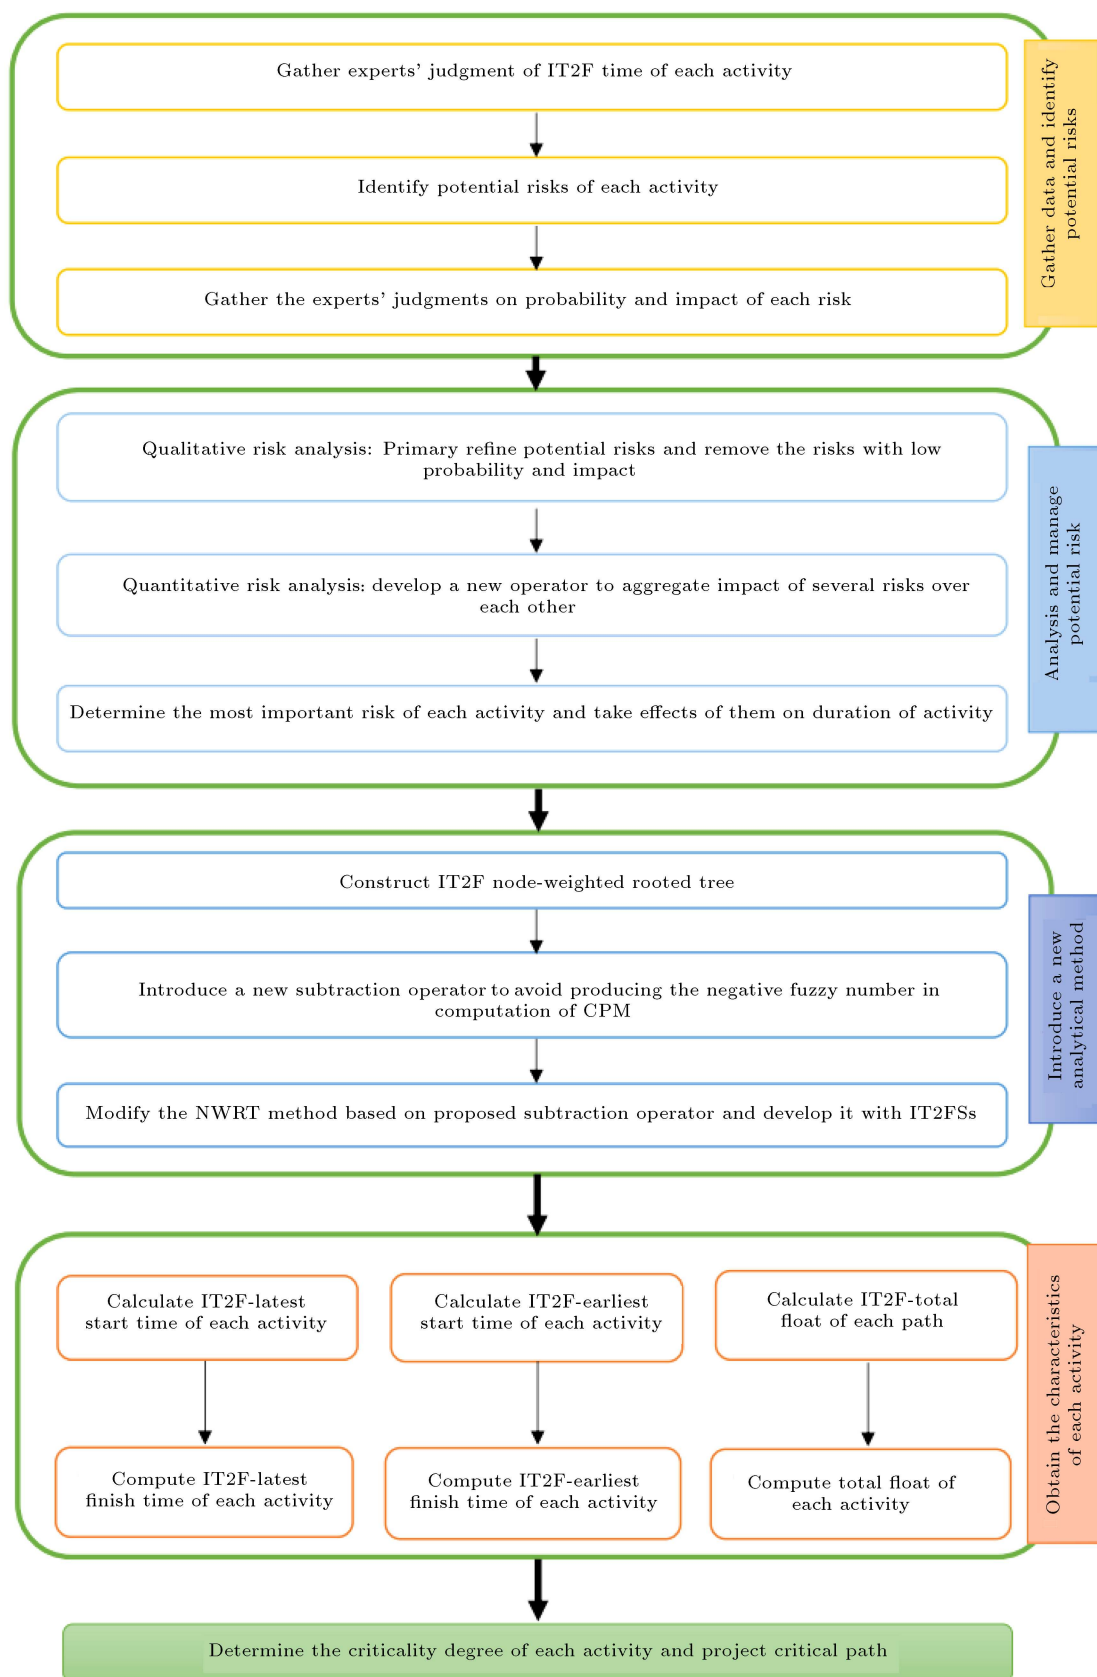 Gather experts' judgment of IT2F time of each activity
Identify potential risks of each activity
Gather the experts' judgments on probability and impact of each risk
Gather data and identify
potential risks
Qualitative risk analysis: Primary refine potential risks and remove the risks with low
probability and impact
Quantitative risk analysis: develop a new operator to aggregate impact of several risks over
each other
Determine the most important risk of each activity and take effects of them on duration of activity
Analysis and manage
potential risk
Construct IT2F node-weighted rooted tree
Introduce a new subtraction operator to avoid producing the negative fuzzy number in
computation of CPM
Modify the NWRT method based on proposed subtraction operator and develop it with IT2FSs
Introduce a new
analytical method
Calculate IT2F-latest
start time of each activity
Calculate IT2F-earliest
start time of each activity
Calculate IT2F-total
float of each path
Compute IT2F-latest
finish time of each activity
Compute IT2F-earliest
finish time of each activity
Compute total float of
each activity
Obtain the characteristics
of each activity
Determine the criticality degree of each activity and project critical path